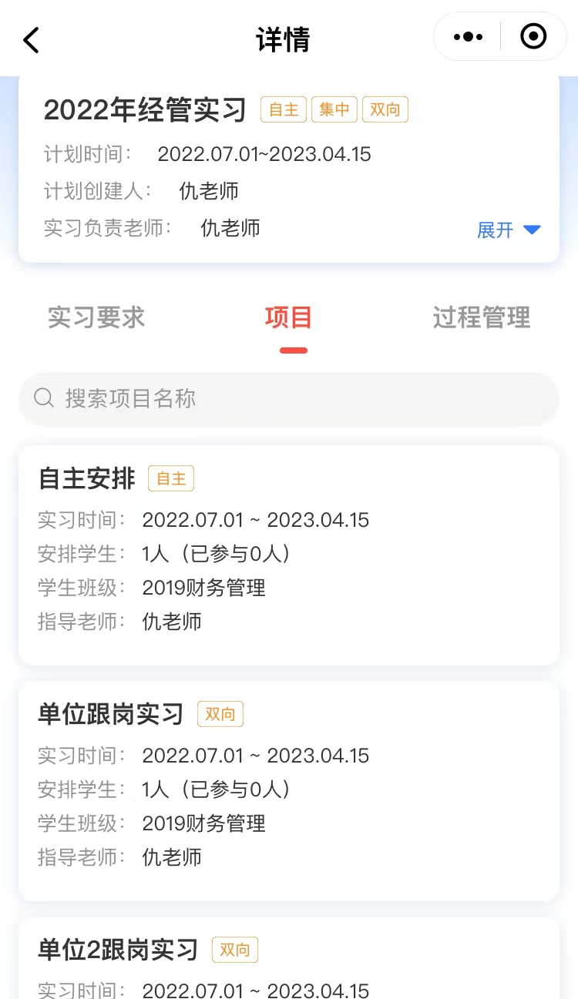 详情
2022年经管实习 自主 集中 双向
计划时间： 2022.07.01~2023.04.15
计划创建人： 仇老师
实习负责老师： 仇老师 展开
实习要求 项目 过程管理
搜索项目名称
自主安排 自主
实习时间： 2022.07.01 ~ 2023.04.15
安排学生： 1人（已参与0人）
学生班级： 2019财务管理
指导老师： 仇老师
单位跟岗实习 双向
实习时间： 2022.07.01 ~ 2023.04.15
安排学生： 1人（已参与0人）
学生班级： 2019财务管理
指导老师： 仇老师
单位2跟岗实习 双向
实习时间： 2022.07.01 ~ 2023.04.15